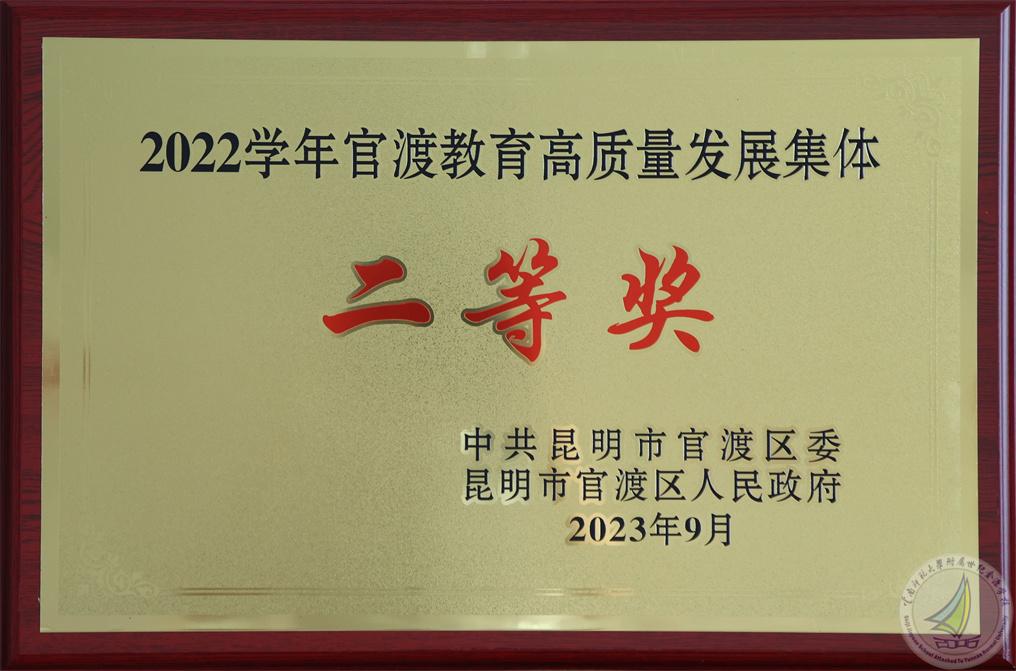 2022学年官渡教育高质量发展集体
二等奖
中共昆明市官渡区委
昆明市官渡区人民政府
2023年9月